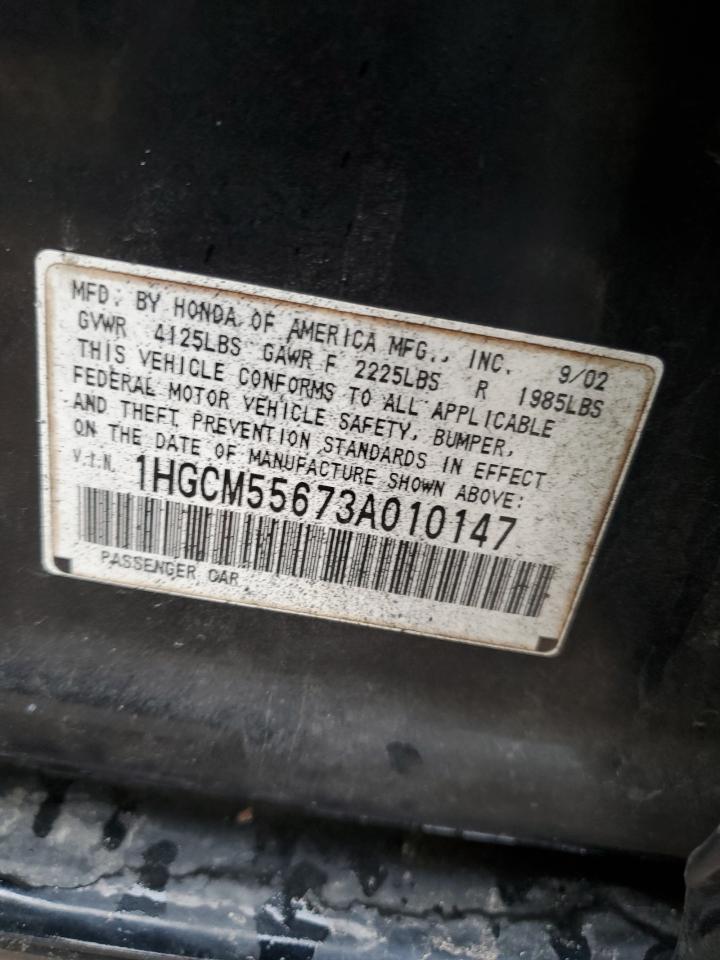 MFD. BY HONDA OF AMERICA MFG., INC. 9/02
GVWR 4125LBS GAWR F 2225LBS R 1985LBS
THIS VEHICLE CONFORMS TO ALL APPLICABLE
FEDERAL MOTOR VEHICLE SAFETY, BUMPER,
AND THEFT PREVENTION STANDARDS IN EFFECT
ON THE DATE OF MANUFACTURE SHOWN ABOVE:
V.I.N. 1HGCM55673A010147
PASSENGER CAR